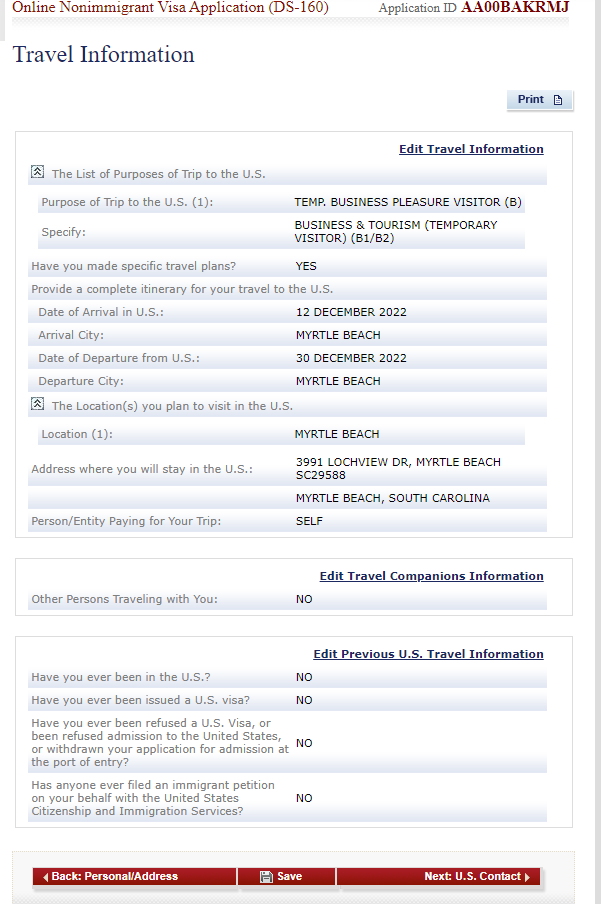 Online Nonimmigrant Visa Application (DS-160) Application ID AA00BAKRMJ
Travel Information
Print
Edit Travel Information
The List of Purposes of Trip to the U.S.
Purpose of Trip to the U.S. (1): TEMP. BUSINESS PLEASURE VISITOR (B)
Specify: BUSINESS & TOURISM (TEMPORARY
VISITOR) (B1/B2)
Have you made specific travel plans? YES
Provide a complete itinerary for your travel to the U.S.
Date of Arrival in U.S.: 12 DECEMBER 2022
Arrival City: MYRTLE BEACH
Date of Departure from U.S.: 30 DECEMBER 2022
Departure City: MYRTLE BEACH
The Location(s) you plan to visit in the U.S.
Location (1): MYRTLE BEACH
Address where you will stay in the U.S.: 3991 LOCHVIEW DR, MYRTLE BEACH
SC29588
MYRTLE BEACH, SOUTH CAROLINA
Person/Entity Paying for Your Trip: SELF
Edit Travel Companions Information
Other Persons Traveling with You: NO
Edit Previous U.S. Travel Information
Have you ever been in the U.S.? NO
Have you ever been issued a U.S. visa? NO
Have you ever been refused a U.S. Visa, or
been refused admission to the United States,
or withdrawn your application for admission at
the port of entry? NO
Has anyone ever filed an immigrant petition
on your behalf with the United States
Citizenship and Immigration Services? NO
Back: Personal/Address Save Next: U.S. Contact